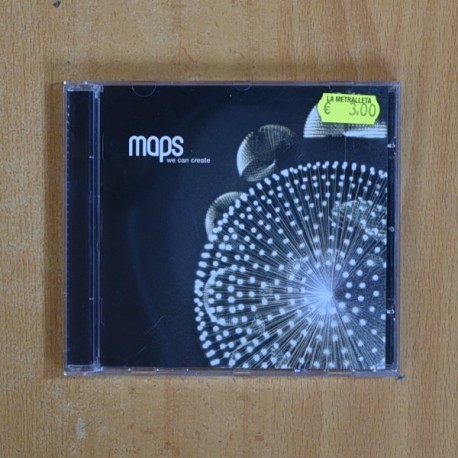 LA METRALLETA
€ 3,00
maps
we can create